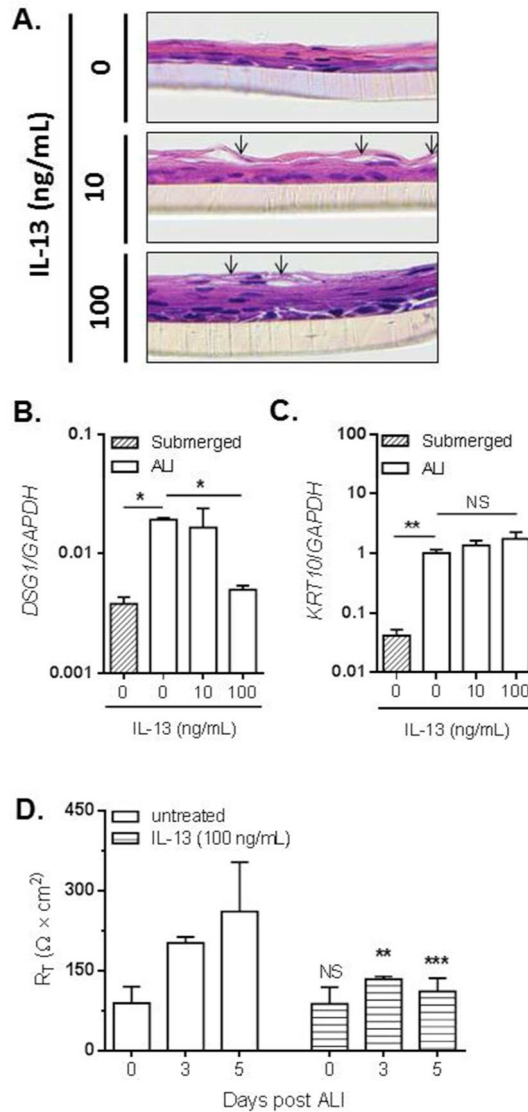 A.
IL-13 (ng/mL)
0
10
100
B.
0.1
0.01
0.001
DSG1/GAPDH
Submerged
ALI
*
*
0 0 10 100
IL-13 (ng/mL)
C.
100
10
1
0.1
0.01
KRT10/GAPDH
Submerged
ALI
**
NS
0 0 10 100
IL-13 (ng/mL)
D.
450
300
150
0
RT (Ω × cm²)
untreated
IL-13 (100 ng/mL)
NS
**
***
0 3 5 0 3 5
Days post ALI